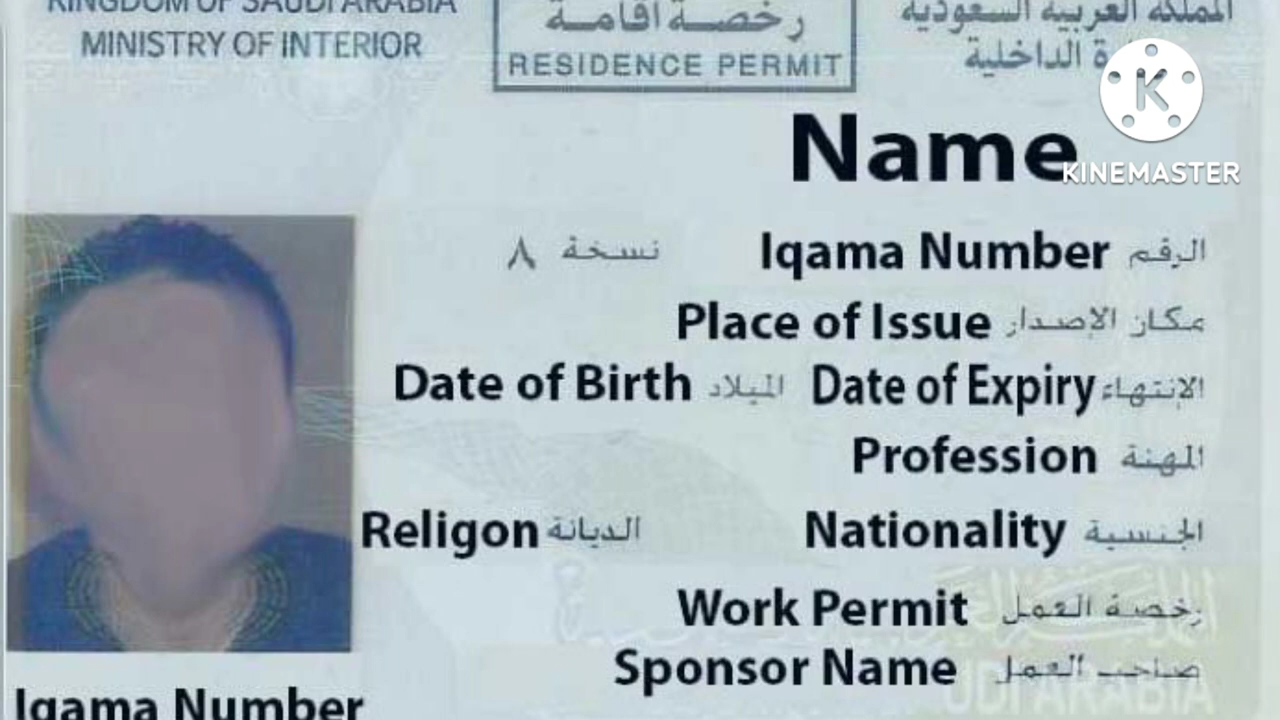 KINGDOM OF SAUDI ARABIA
رخصة اقامة
المملكة العربية السعودية
MINISTRY OF INTERIOR
RESIDENCE PERMIT
الداخلية
K
Name
KINEMASTER
نسخة ٨
Iqama Number الرقم
Place of Issue مكان الإصدار
Date of Birth الميلاد Date of Expiry الإنتهاء
Profession المهنة
Religon الديانة Nationality الجنسية
Work Permit رخصة العمل
Sponsor Name صاحب العمل
UDI ARABIA
Iqama Number